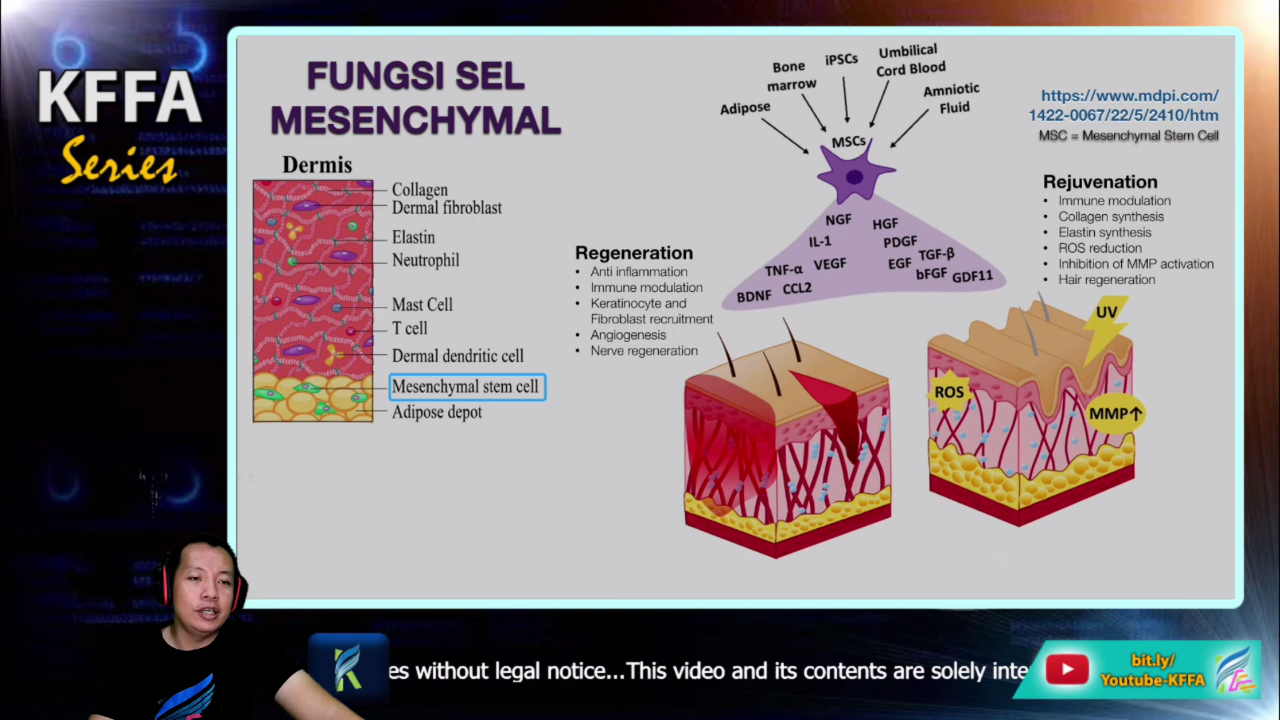 6 5
KFFA
Series
FUNGSI SEL
MESENCHYMAL
Dermis
Collagen
Dermal fibroblast
Elastin
Neutrophil
Mast Cell
T cell
Dermal dendritic cell
Mesenchymal stem cell
Adipose depot
Adipose
Bone
marrow
iPSCs
Umbilical
Cord Blood
Amniotic
Fluid
MSCs
NGF
HGF
IL-1
PDGF
TNF-α
VEGF
EGF
TGF-β
BDNF
CCL2
bFGF
GDF11
Regeneration
• Anti inflammation
• Immune modulation
• Keratinocyte and
Fibroblast recruitment
• Angiogenesis
• Nerve regeneration
https://www.mdpi.com/
1422-0067/22/5/2410/htm
MSC = Mesenchymal Stem Cell
Rejuvenation
• Immune modulation
• Collagen synthesis
• Elastin synthesis
• ROS reduction
• Inhibition of MMP activation
• Hair regeneration
UV
ROS
MMP↑
es without legal notice...This video and its contents are solely inte
bit.ly/
Youtube-KFFA